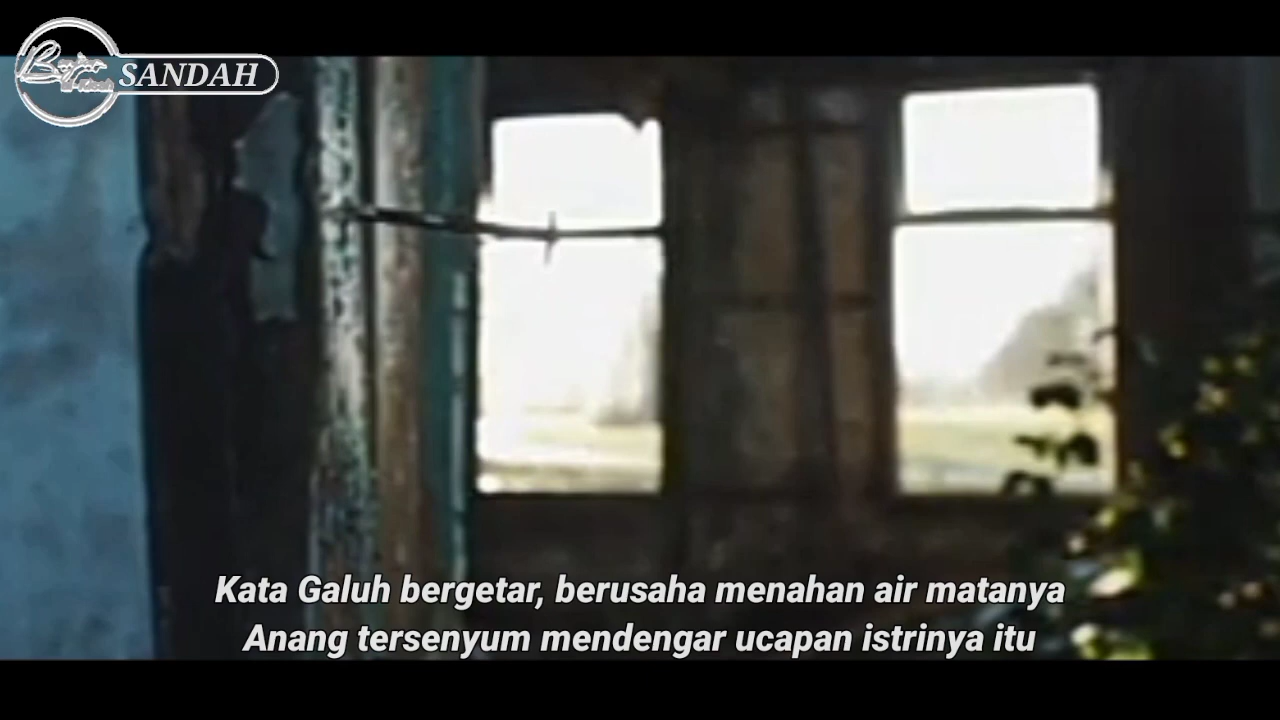 SANDAH
Kata Galuh bergetar, berusaha menahan air matanya
Anang tersenyum mendengar ucapan istrinya itu